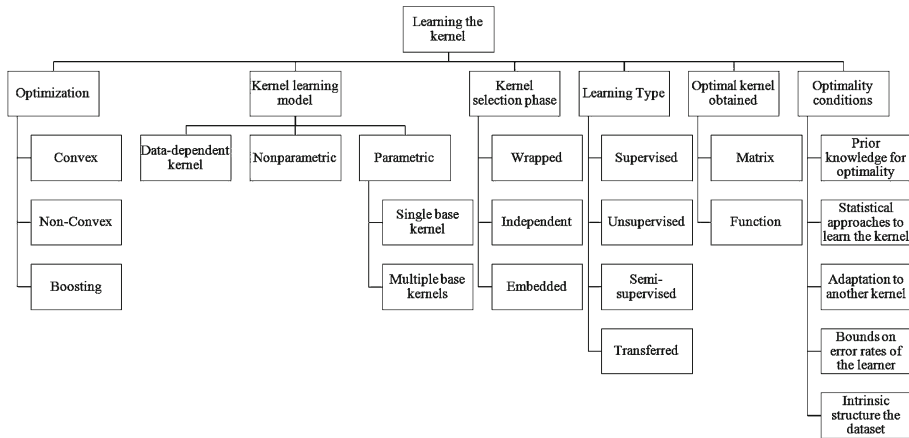 Learning the
kernel
Optimization
Kernel learning
model
Kernel
selection phase
Learning Type
Optimal kernel
obtained
Optimality
conditions
Convex
Data-dependent
kernel
Nonparametric
Parametric
Wrapped
Supervised
Matrix
Prior
knowledge for
optimality
Non-Convex
Single base
kernel
Independent
Unsupervised
Function
Statistical
approaches to
learn the kernel
Boosting
Multiple base
kernels
Embedded
Semi-
supervised
Adaptation to
another kernel
Transferred
Bounds on
error rates of
the learner
Intrinsic
structure the
dataset